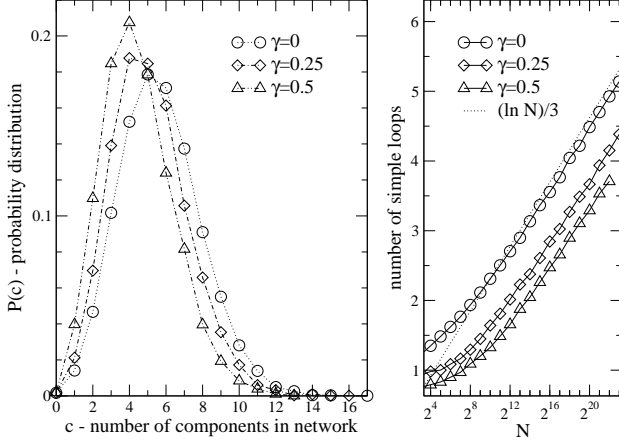 0.2
0.1
0
P(c) - probability distribution
γ=0
γ=0.25
γ=0.5
0 2 4 6 8 10 12 14 16
c - number of components in network
6
5
4
3
2
1
number of simple loops
γ=0
γ=0.25
γ=0.5
(ln N)/3
2^4 2^8 2^12 2^16 2^20
N